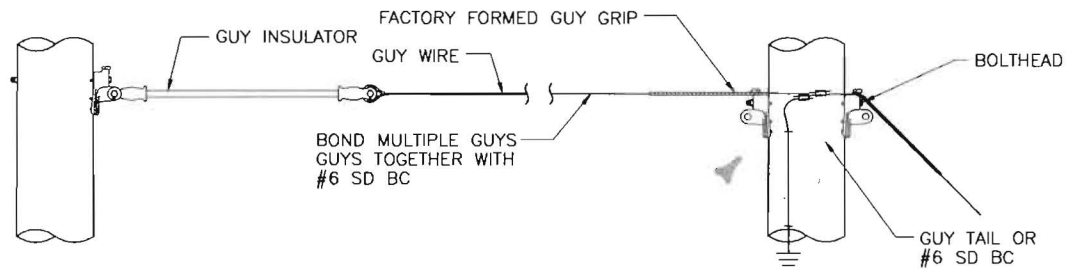 FACTORY FORMED GUY GRIP
GUY INSULATOR
GUY WIRE
BOLTHEAD
BOND MULTIPLE GUYS
GUYS TOGETHER WITH
#6 SD BC
GUY TAIL OR
#6 SD BC